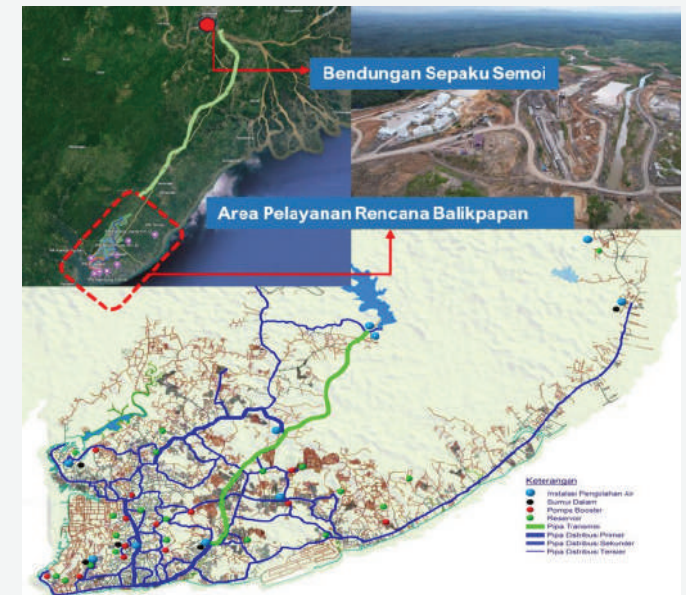 Bendungan Sepaku Semoi
Area Pelayanan Rencana Balikpapan
Keterangan
Instalasi Pengolahan Air
Sumur Dalam
Pompa Booster
Reservoir
Pipa Transmisi
Pipa Distribusi Primer
Pipa Distribusi Sekunder
Pipa Distribusi Tersier